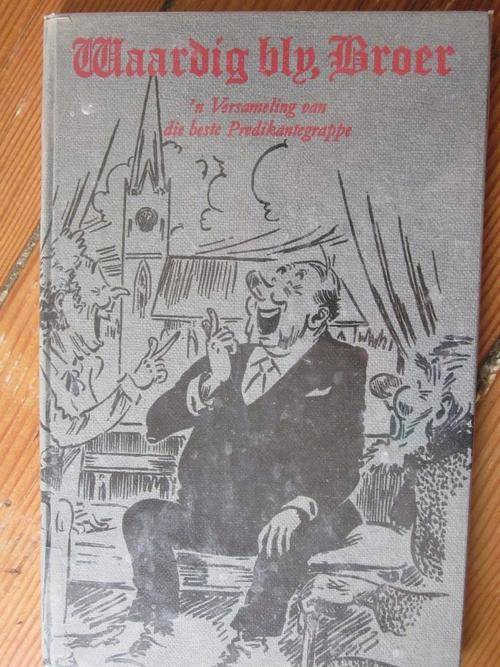 Waardig bly, Broer
'n Versameling van
die beste Predikantegrappe